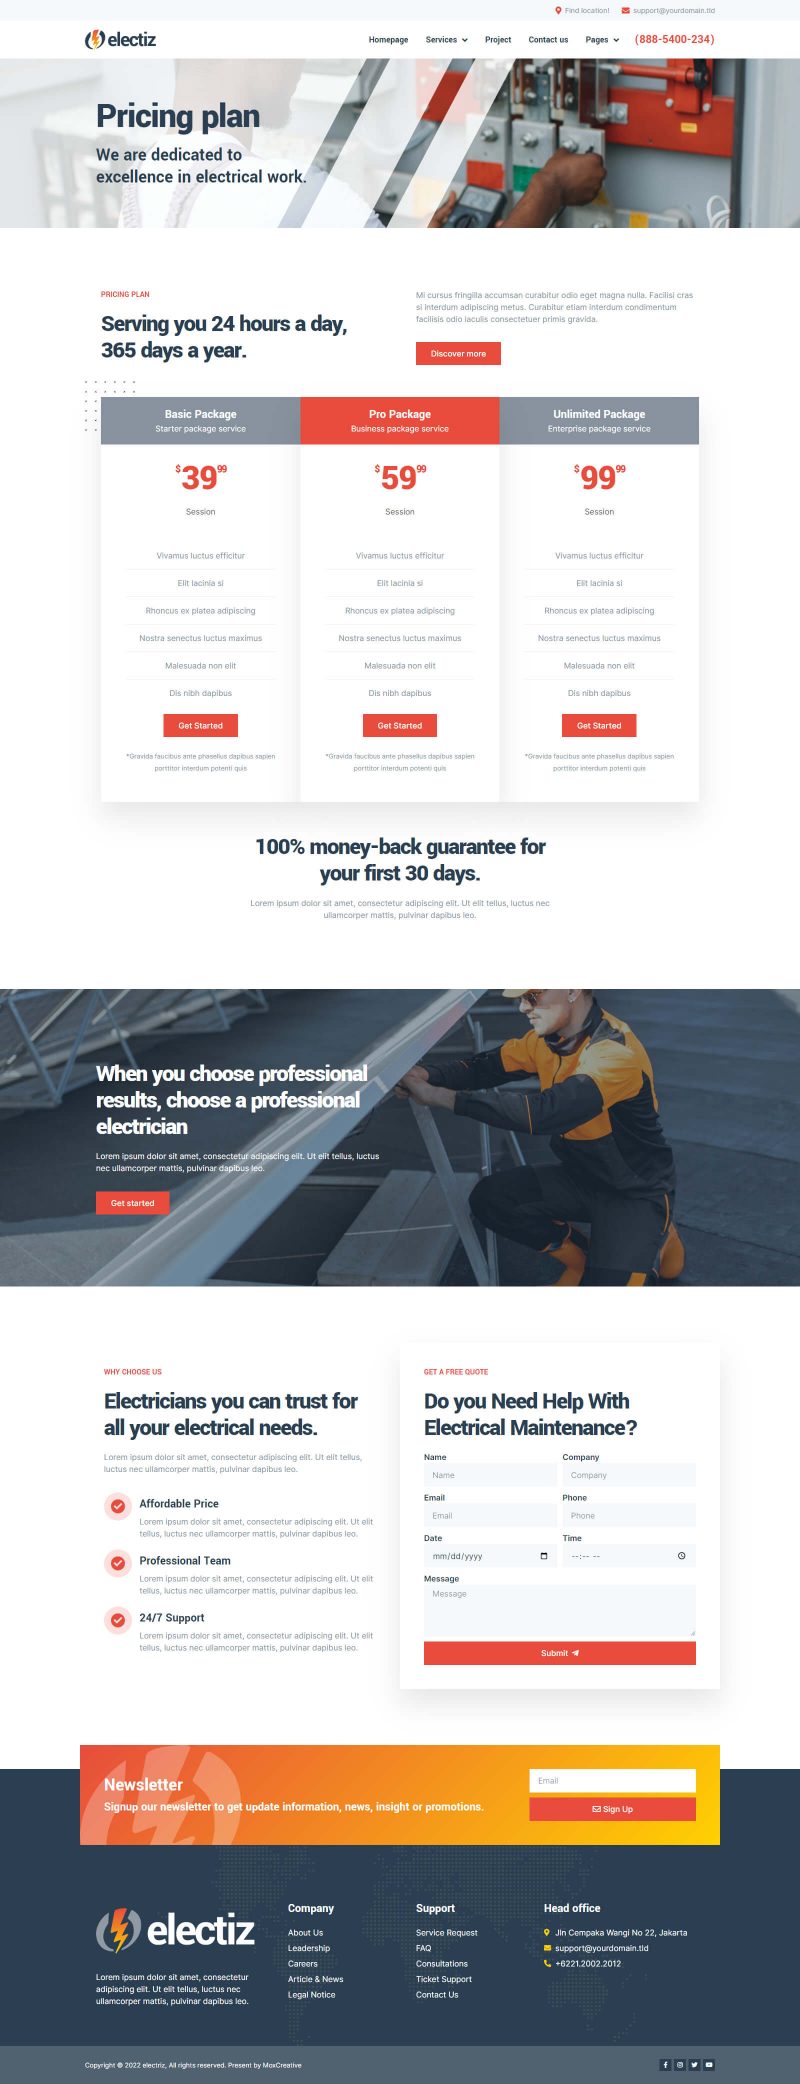 Find location!
support@yourdomain.tld
electiz
Homepage
Services
Project
Contact us
Pages
(888-5400-234)
Pricing plan
We are dedicated to
excellence in electrical work.
PRICING PLAN
Serving you 24 hours a day,
365 days a year.
Mi cursus fringilla accumsan curabitur odio eget magna nulla. Facilisi cras
si interdum adipiscing metus. Curabitur etiam interdum condimentum
facilisis odio iaculis consectetuer primis gravida.
Discover more
Basic Package
Starter package service
$39 99
Session
Vivamus luctus efficitur
Elit lacinia si
Rhoncus ex platea adipiscing
Nostra senectus luctus maximus
Malesuada non elit
Dis nibh dapibus
Get Started
*Gravida faucibus ante phasellus dapibus sapien
porttitor interdum potenti quis
Pro Package
Business package service
$59 99
Session
Vivamus luctus efficitur
Elit lacinia si
Rhoncus ex platea adipiscing
Nostra senectus luctus maximus
Malesuada non elit
Dis nibh dapibus
Get Started
*Gravida faucibus ante phasellus dapibus sapien
porttitor interdum potenti quis
Unlimited Package
Enterprise package service
$99 99
Session
Vivamus luctus efficitur
Elit lacinia si
Rhoncus ex platea adipiscing
Nostra senectus luctus maximus
Malesuada non elit
Dis nibh dapibus
Get Started
*Gravida faucibus ante phasellus dapibus sapien
porttitor interdum potenti quis
100% money-back guarantee for
your first 30 days.
Lorem ipsum dolor sit amet, consectetur adipiscing elit. Ut elit tellus, luctus nec
ullamcorper mattis, pulvinar dapibus leo.
When you choose professional
results, choose a professional
electrician
Lorem ipsum dolor sit amet, consectetur adipiscing elit. Ut elit tellus, luctus
nec ullamcorper mattis, pulvinar dapibus leo.
Get started
WHY CHOOSE US
Electricians you can trust for
all your electrical needs.
Lorem ipsum dolor sit amet, consectetur adipiscing elit. Ut elit tellus,
luctus nec ullamcorper mattis, pulvinar dapibus leo.
Affordable Price
Lorem ipsum dolor sit amet, consectetur adipiscing elit. Ut elit
tellus, luctus nec ullamcorper mattis, pulvinar dapibus leo.
Professional Team
Lorem ipsum dolor sit amet, consectetur adipiscing elit. Ut elit
tellus, luctus nec ullamcorper mattis, pulvinar dapibus leo.
24/7 Support
Lorem ipsum dolor sit amet, consectetur adipiscing elit. Ut elit
tellus, luctus nec ullamcorper mattis, pulvinar dapibus leo.
GET A FREE QUOTE
Do you Need Help With
Electrical Maintenance?
Name
Company
Name
Company
Email
Phone
Email
Phone
Date
Time
mm/dd/yyyy
--:-- --
Message
Message
Submit
Newsletter
Signup our newsletter to get update information, news, insight or promotions.
Email
Sign Up
electiz
Lorem ipsum dolor sit amet, consectetur
adipiscing elit. Ut elit tellus, luctus nec
ullamcorper mattis, pulvinar dapibus leo.
Company
About Us
Leadership
Careers
Article & News
Legal Notice
Support
Service Request
FAQ
Consultations
Ticket Support
Contact Us
Head office
Jln Cempaka Wangi No 22, Jakarta
support@yourdomain.tld
+6221.2002.2012
Copyright © 2022 electriz, All rights reserved. Present by MoxCreative